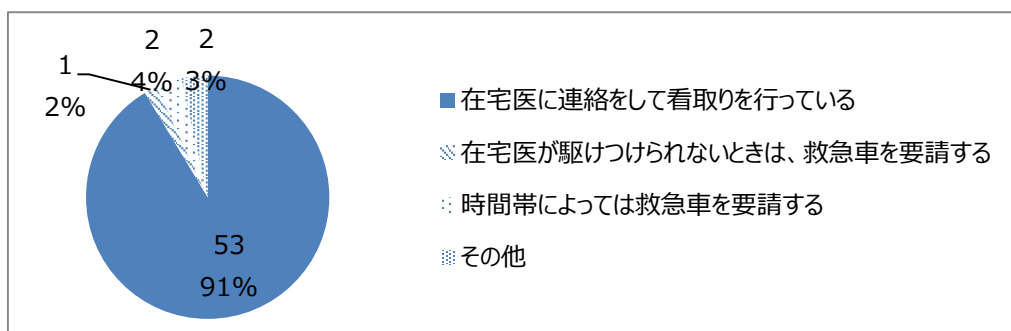 2
4%
2
3%
1
2%
53
91%
在宅医に連絡をして看取りを行っている
在宅医が駆けつけられないときは、救急車を要請する
時間帯によっては救急車を要請する
その他